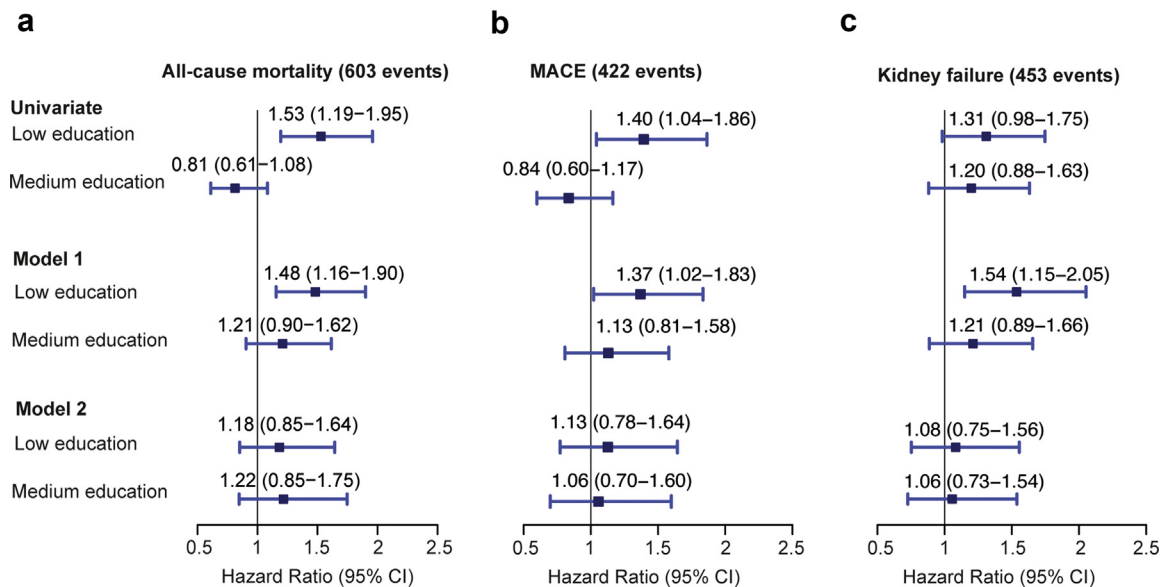 a
b
c
All-cause mortality (603 events)
MACE (422 events)
Kidney failure (453 events)
Univariate
Low education
1.53 (1.19–1.95)
1.40 (1.04–1.86)
1.31 (0.98–1.75)
Medium education
0.81 (0.61–1.08)
0.84 (0.60–1.17)
1.20 (0.88–1.63)
Model 1
Low education
1.48 (1.16–1.90)
1.37 (1.02–1.83)
1.54 (1.15–2.05)
Medium education
1.21 (0.90–1.62)
1.13 (0.81–1.58)
1.21 (0.89–1.66)
Model 2
Low education
1.18 (0.85–1.64)
1.13 (0.78–1.64)
1.08 (0.75–1.56)
Medium education
1.22 (0.85–1.75)
1.06 (0.70–1.60)
1.06 (0.73–1.54)
0.5 1 1.5 2 2.5
0.5 1 1.5 2 2.5
0.5 1 1.5 2 2.5
Hazard Ratio (95% CI)
Hazard Ratio (95% CI)
Hazard Ratio (95% CI)